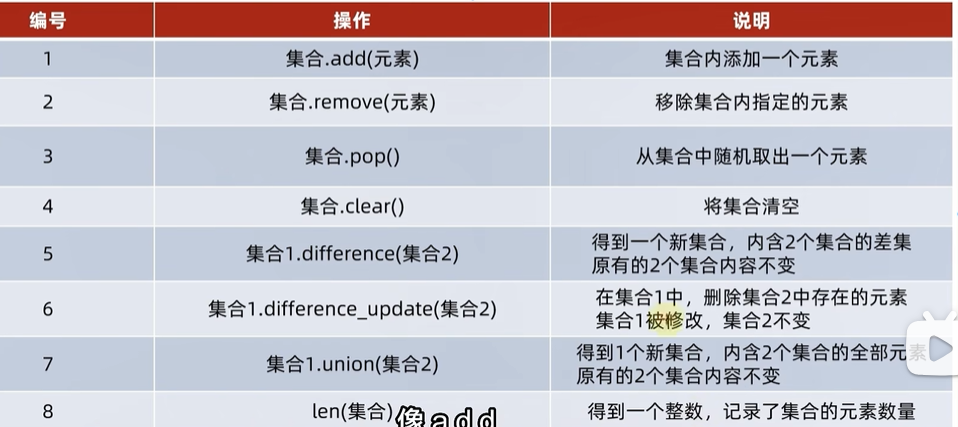 编号 操作 说明
1 集合.add(元素) 集合内添加一个元素
2 集合.remove(元素) 移除集合内指定的元素
3 集合.pop() 从集合中随机取出一个元素
4 集合.clear() 将集合清空
5 集合1.difference(集合2) 得到一个新集合，内含2个集合的差集
原有的2个集合内容不变
6 集合1.difference_update(集合2) 在集合1中，删除集合2中存在的元素
集合1被修改，集合2不变
7 集合1.union(集合2) 得到1个新集合，内含2个集合的全部元素
原有的2个集合内容不变
8 len(集合) 得到一个整数，记录了集合的元素数量
像add